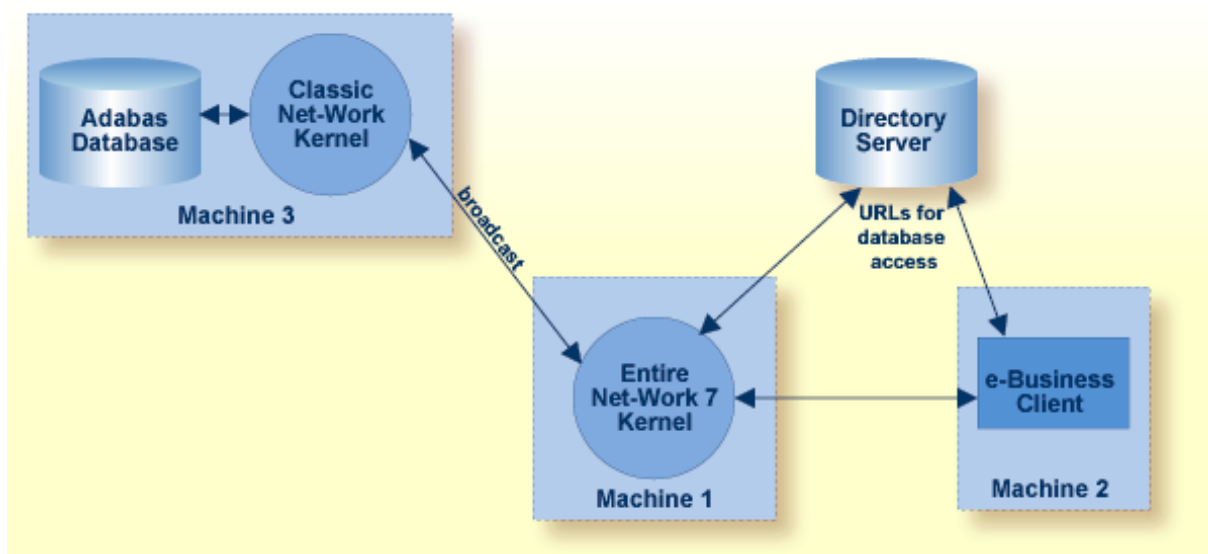 Adabas
Database
Classic
Net-Work
Kernel
Machine 3
broadcast
Directory
Server
URLs for
database
access
Entire
Net-Work 7
Kernel
Machine 1
e-Business
Client
Machine 2